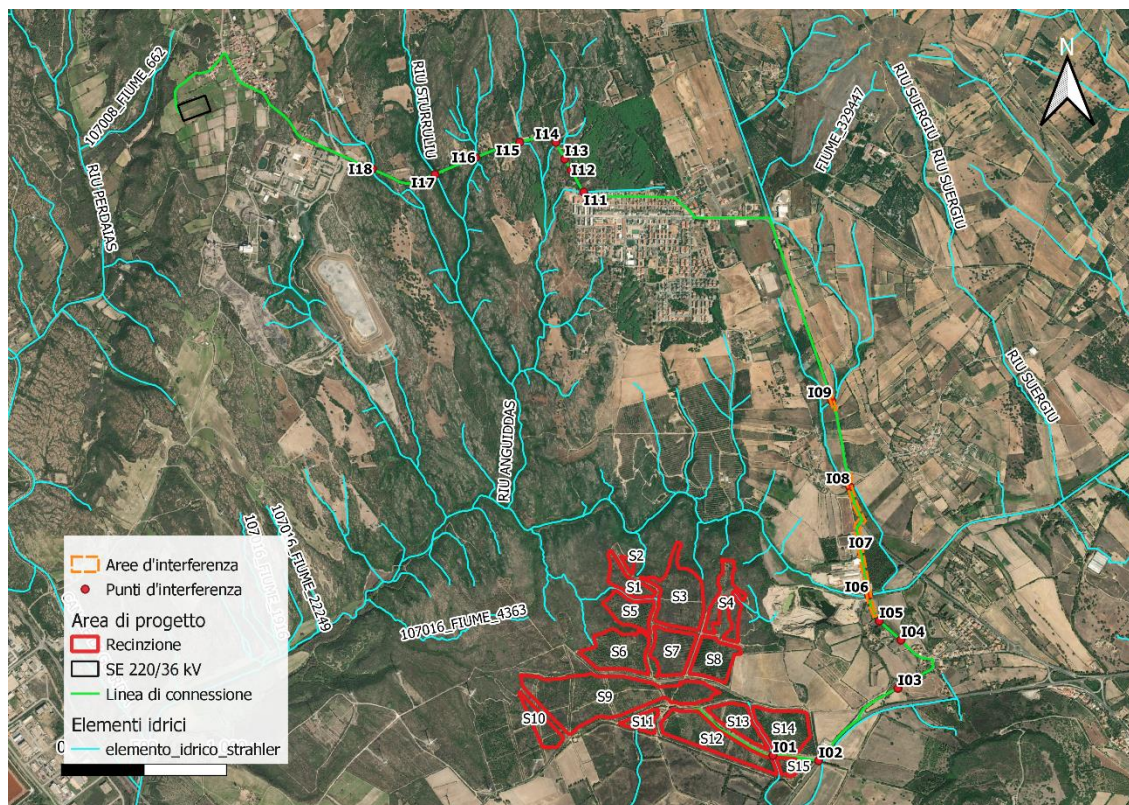 N
107008_FIUME_662
RIU STURRULTU
RIU PERDAIAS
RIU SUERGIU
RIU SUERGIU
FIUME_329447
I18
I17
I16
I15
I14
I13
I12
I11
RIU SUERGIU
RIU ANGUIDDAS
I09
I08
I07
I06
I05
I04
I03
I02
I01
S2
S1
S3
S4
S5
S6
S7
S8
S9
S10
S11
S12
S13
S14
S15
107016_FIUME_4363
107016_FIUME_22249
Aree d'interferenza
Punti d'interferenza
Area di progetto
Recinzione
SE 220/36 kV
Linea di connessione
Elementi idrici
elemento_idrico_strahler